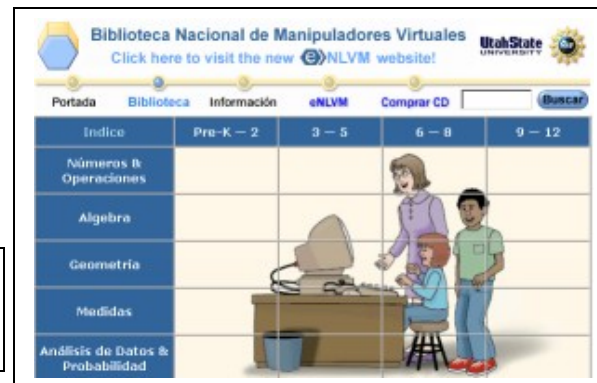 Biblioteca Nacional de Manipuladores Virtuales
Click here to visit the new eNLVM website!
UtahState
UNIVERSITY
Portada Biblioteca Información eNLVM Comprar CD Buscar
Indice Pre-K — 2 3 — 5 6 — 8 9 — 12
Números &
Operaciones
Algebra
Geometría
Medidas
Análisis de Datos &
Probabilidad